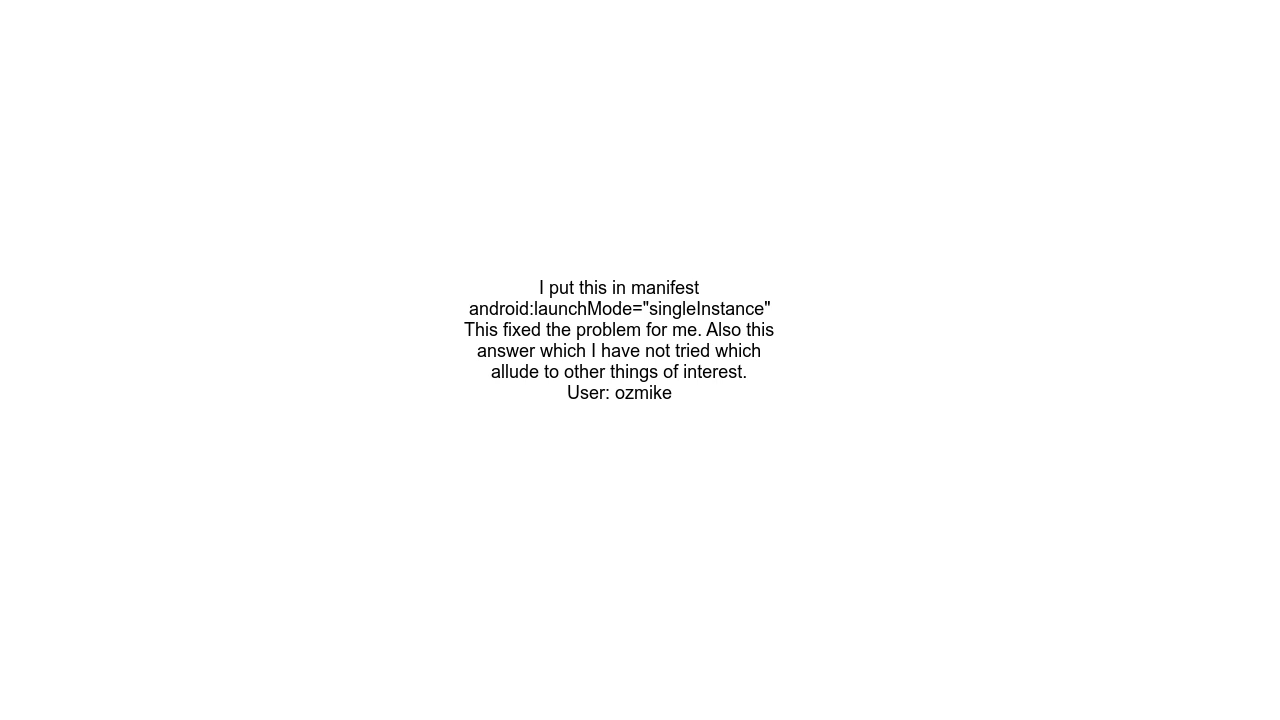 I put this in manifest
android:launchMode="singleInstance"
This fixed the problem for me. Also this
answer which I have not tried which
allude to other things of interest.
User: ozmike